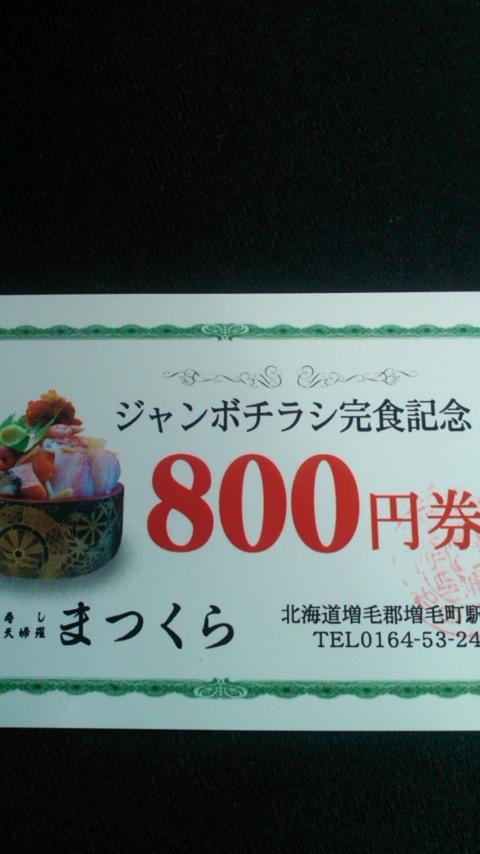 ジャンボチラシ完食記念
800円券
寿し
天婦羅
まつくら
北海道増毛郡増毛町駅
TEL0164-53-24